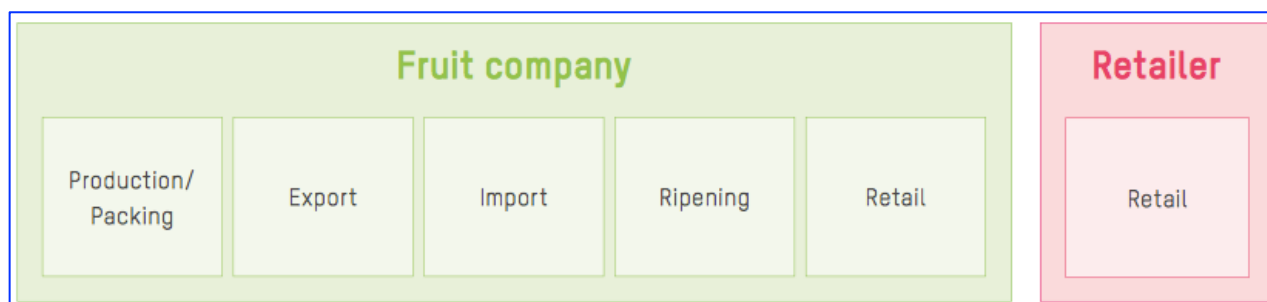 Fruit company
Retailer
Production/
Packing
Export
Import
Ripening
Retail
Retail